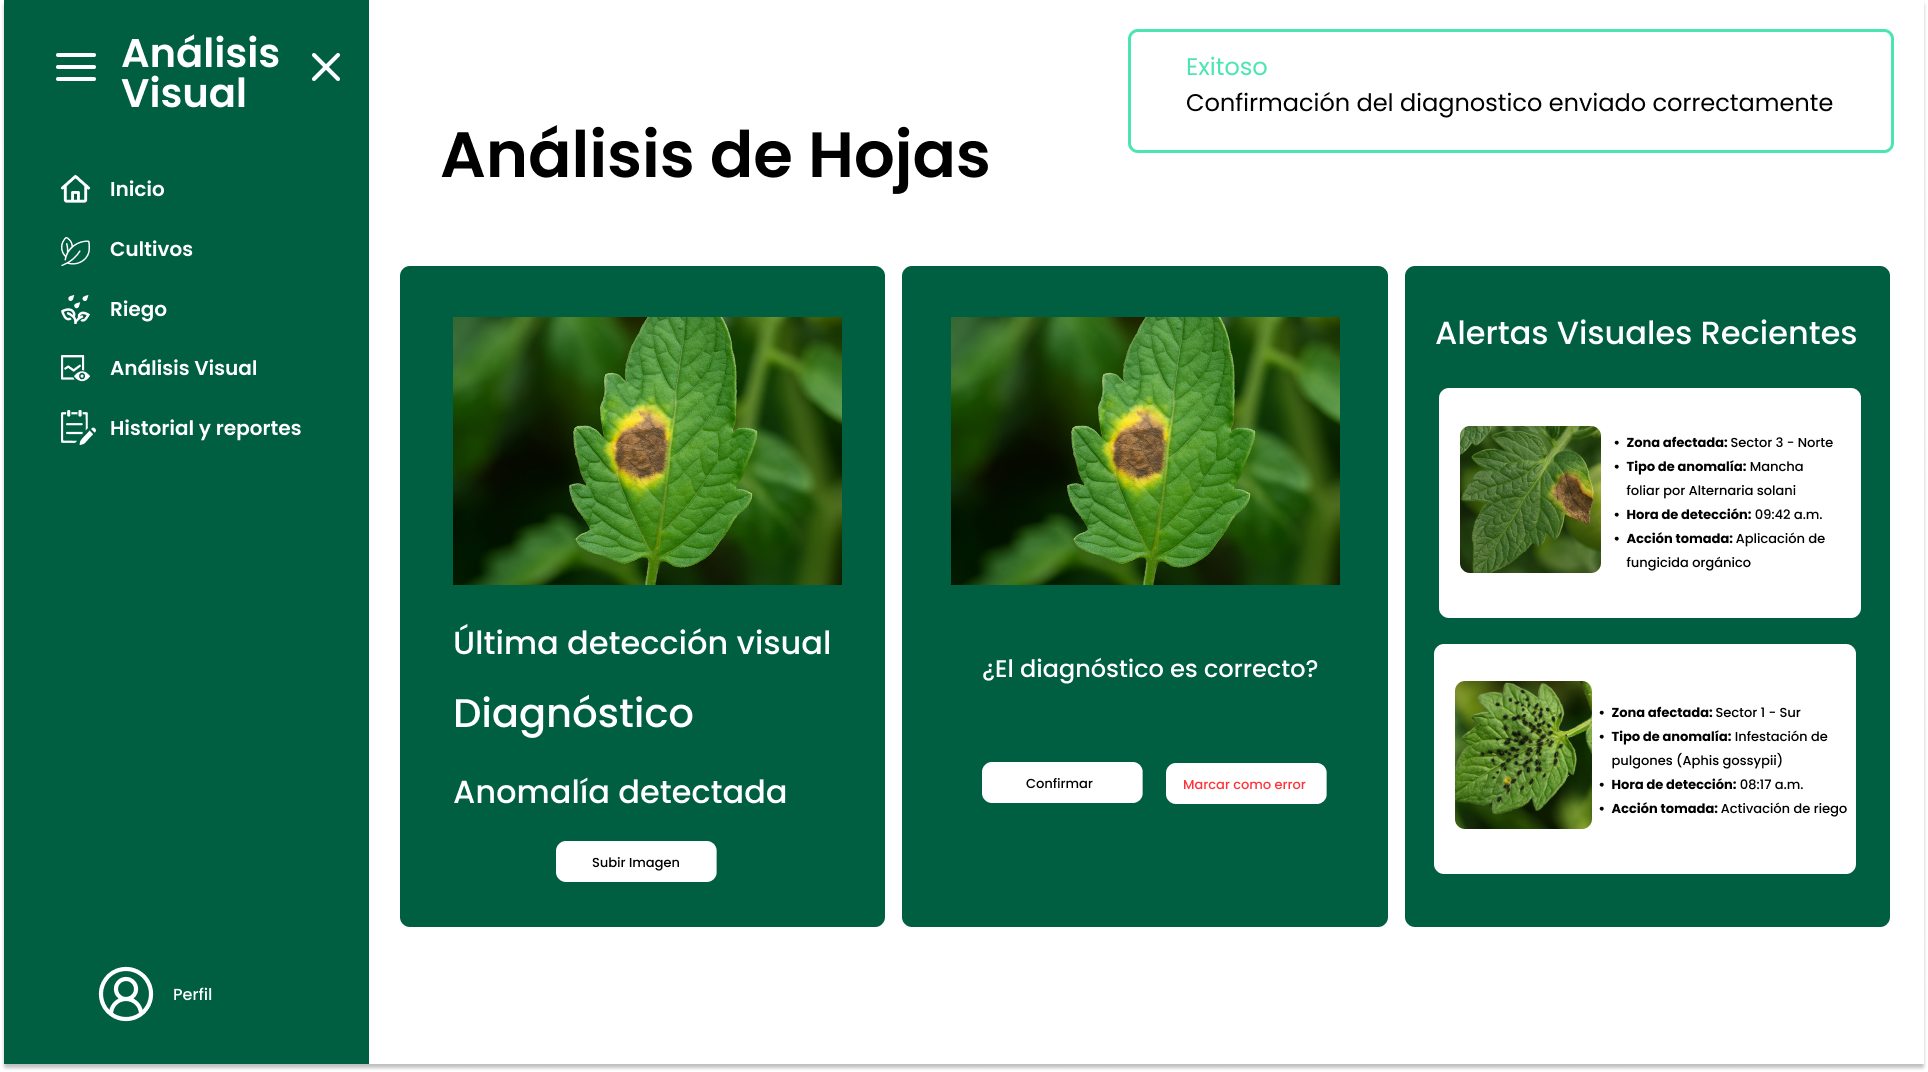 Análisis
Visual
Inicio
Cultivos
Riego
Análisis Visual
Historial y reportes
Perfil
Exitoso
Confirmación del diagnostico enviado correctamente
Análisis de Hojas
Última detección visual
Diagnóstico
Anomalía detectada
Subir Imagen
¿El diagnóstico es correcto?
Confirmar
Marcar como error
Alertas Visuales Recientes
• Zona afectada: Sector 3 - Norte
• Tipo de anomalía: Mancha
foliar por Alternaria solani
• Hora de detección: 09:42 a.m.
• Acción tomada: Aplicación de
fungicida orgánico
• Zona afectada: Sector 1 - Sur
• Tipo de anomalía: Infestación de
pulgones (Aphis gossypii)
• Hora de detección: 08:17 a.m.
• Acción tomada: Activación de riego